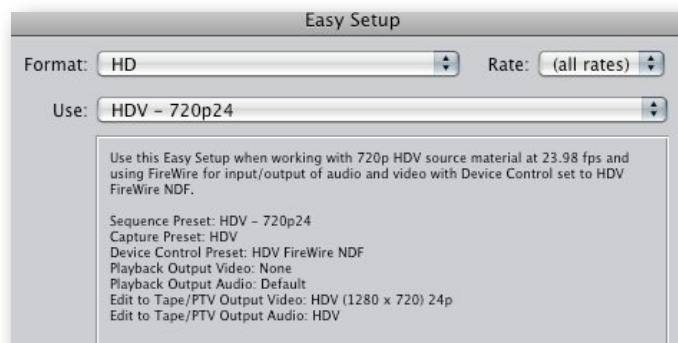 Easy Setup
Format: HD Rate: (all rates)
Use: HDV – 720p24
Use this Easy Setup when working with 720p HDV source material at 23.98 fps and
using FireWire for input/output of audio and video with Device Control set to HDV
FireWire NDF.
Sequence Preset: HDV – 720p24
Capture Preset: HDV
Device Control Preset: HDV FireWire NDF
Playback Output Video: None
Playback Output Audio: Default
Edit to Tape/PTV Output Video: HDV (1280 x 720) 24p
Edit to Tape/PTV Output Audio: HDV